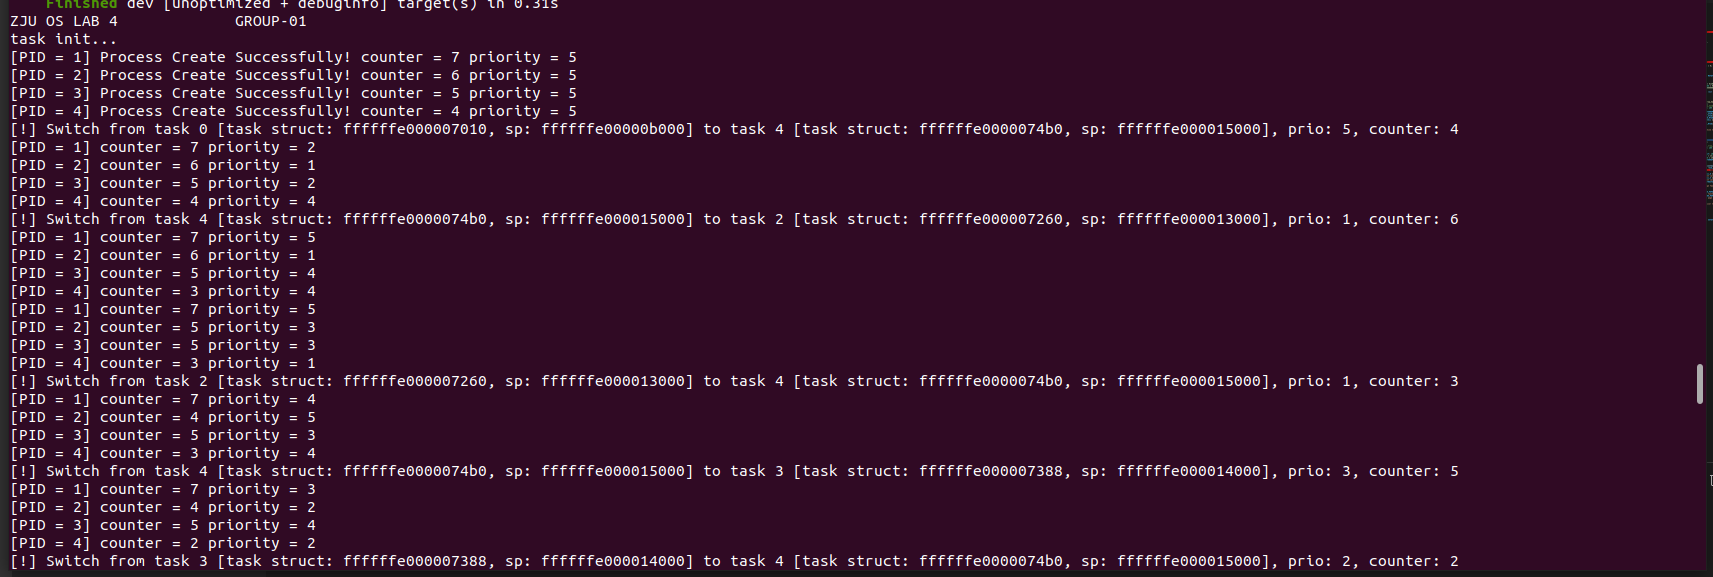 Finished dev [unoptimized + debuginfo] target(s) in 0.31s
ZJU OS LAB 4             GROUP-01
task init...
[PID = 1] Process Create Successfully! counter = 7 priority = 5
[PID = 2] Process Create Successfully! counter = 6 priority = 5
[PID = 3] Process Create Successfully! counter = 5 priority = 5
[PID = 4] Process Create Successfully! counter = 4 priority = 5
[!] Switch from task 0 [task struct: ffffffe000007010, sp: ffffffe00000b000] to task 4 [task struct: ffffffe0000074b0, sp: ffffffe000015000], prio: 5, counter: 4
[PID = 1] counter = 7 priority = 2
[PID = 2] counter = 6 priority = 1
[PID = 3] counter = 5 priority = 2
[PID = 4] counter = 4 priority = 4
[!] Switch from task 4 [task struct: ffffffe0000074b0, sp: ffffffe000015000] to task 2 [task struct: ffffffe000007260, sp: ffffffe000013000], prio: 1, counter: 6
[PID = 1] counter = 7 priority = 5
[PID = 2] counter = 6 priority = 1
[PID = 3] counter = 5 priority = 4
[PID = 4] counter = 3 priority = 4
[PID = 1] counter = 7 priority = 5
[PID = 2] counter = 5 priority = 3
[PID = 3] counter = 5 priority = 3
[PID = 4] counter = 3 priority = 1
[!] Switch from task 2 [task struct: ffffffe000007260, sp: ffffffe000013000] to task 4 [task struct: ffffffe0000074b0, sp: ffffffe000015000], prio: 1, counter: 3
[PID = 1] counter = 7 priority = 4
[PID = 2] counter = 4 priority = 5
[PID = 3] counter = 5 priority = 3
[PID = 4] counter = 3 priority = 4
[!] Switch from task 4 [task struct: ffffffe0000074b0, sp: ffffffe000015000] to task 3 [task struct: ffffffe000007388, sp: ffffffe000014000], prio: 3, counter: 5
[PID = 1] counter = 7 priority = 3
[PID = 2] counter = 4 priority = 2
[PID = 3] counter = 5 priority = 4
[PID = 4] counter = 2 priority = 2
[!] Switch from task 3 [task struct: ffffffe000007388, sp: ffffffe000014000] to task 4 [task struct: ffffffe0000074b0, sp: ffffffe000015000], prio: 2, counter: 2